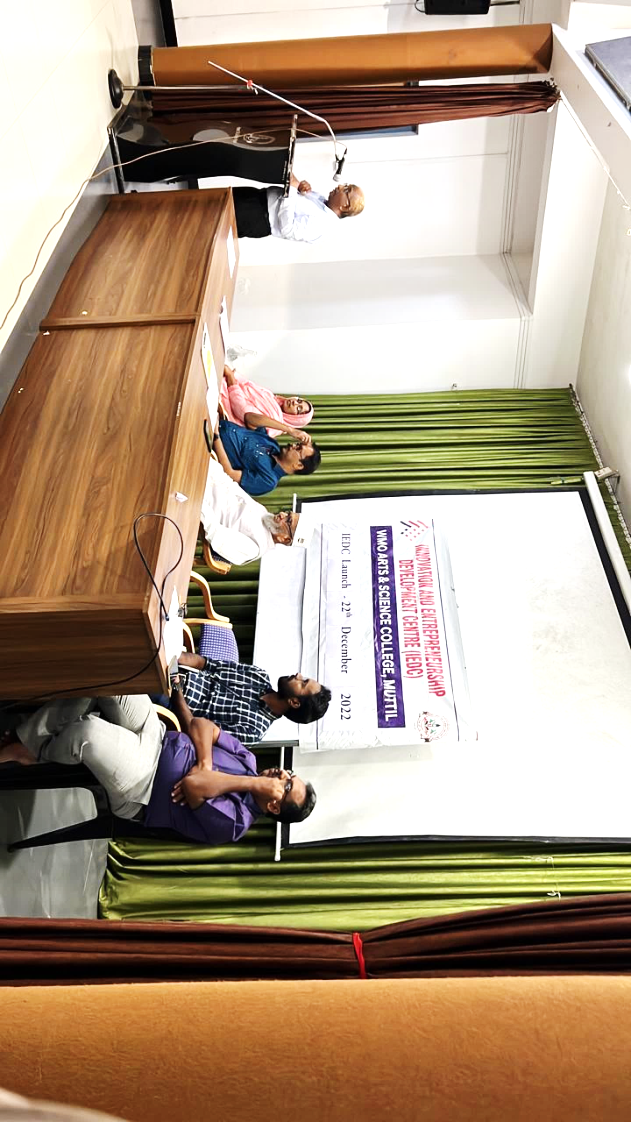 INNOVATION AND ENTREPRENEURSHIP
DEVELOPMENT CENTRE (IEDC)
WMO ARTS & SCIENCE COLLEGE, MUTTIL
IEDC Launch - 22ⁿᵈ December 2022